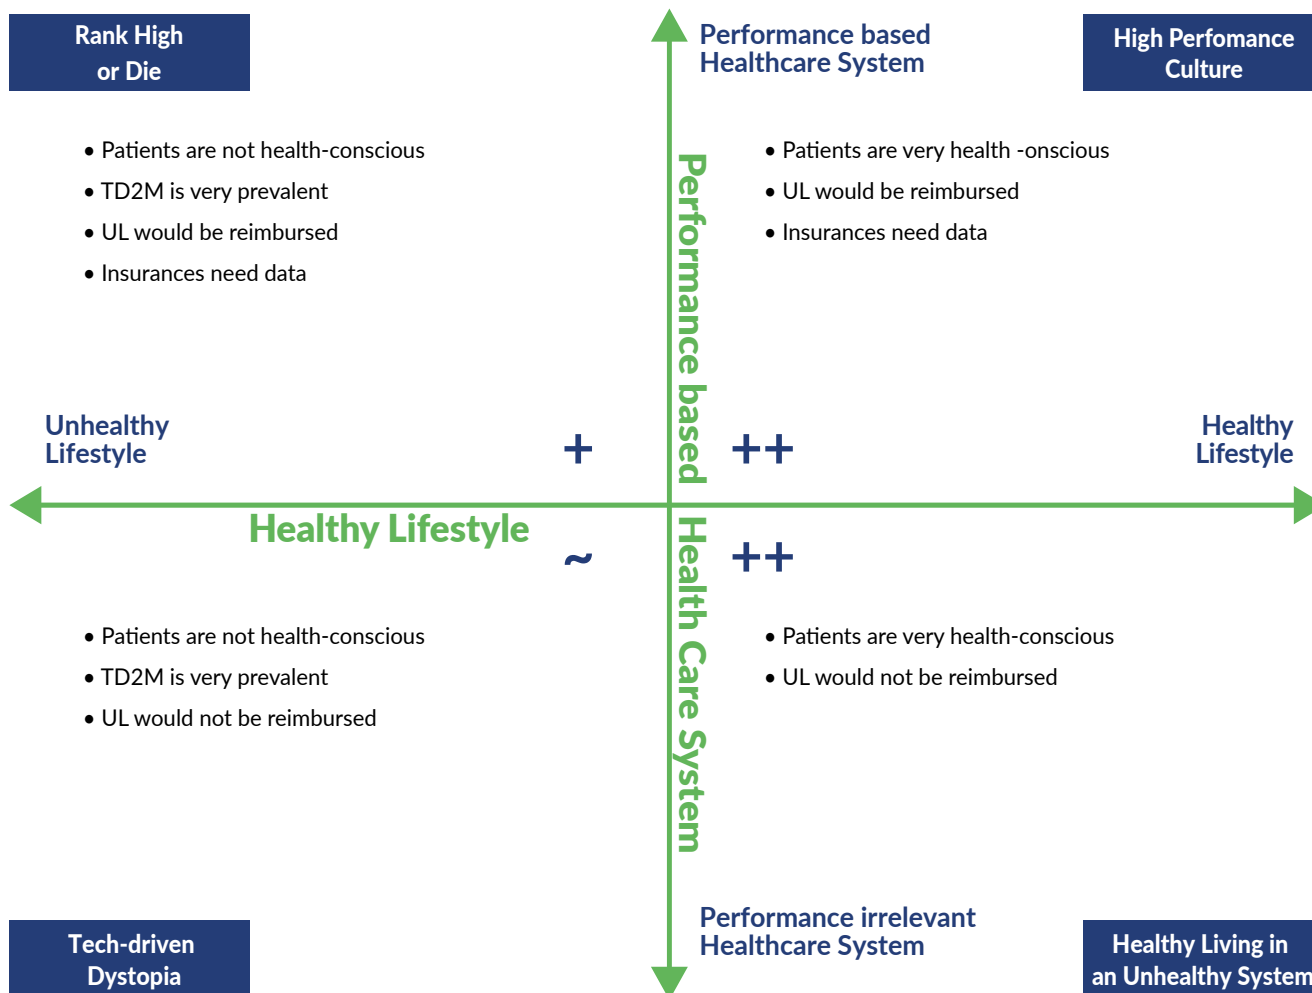 Rank High
or Die
Performance based
Healthcare System
High Perfomance
Culture
• Patients are not health-conscious
• TD2M is very prevalent
• UL would be reimbursed
• Insurances need data
• Patients are very health -onscious
• UL would be reimbursed
• Insurances need data
Performance based Health Care System
Unhealthy
Lifestyle
+
++
Healthy
Lifestyle
Healthy Lifestyle
~
++
• Patients are not health-conscious
• TD2M is very prevalent
• UL would not be reimbursed
• Patients are very health-conscious
• UL would not be reimbursed
Tech-driven
Dystopia
Performance irrelevant
Healthcare System
Healthy Living in
an Unhealthy System